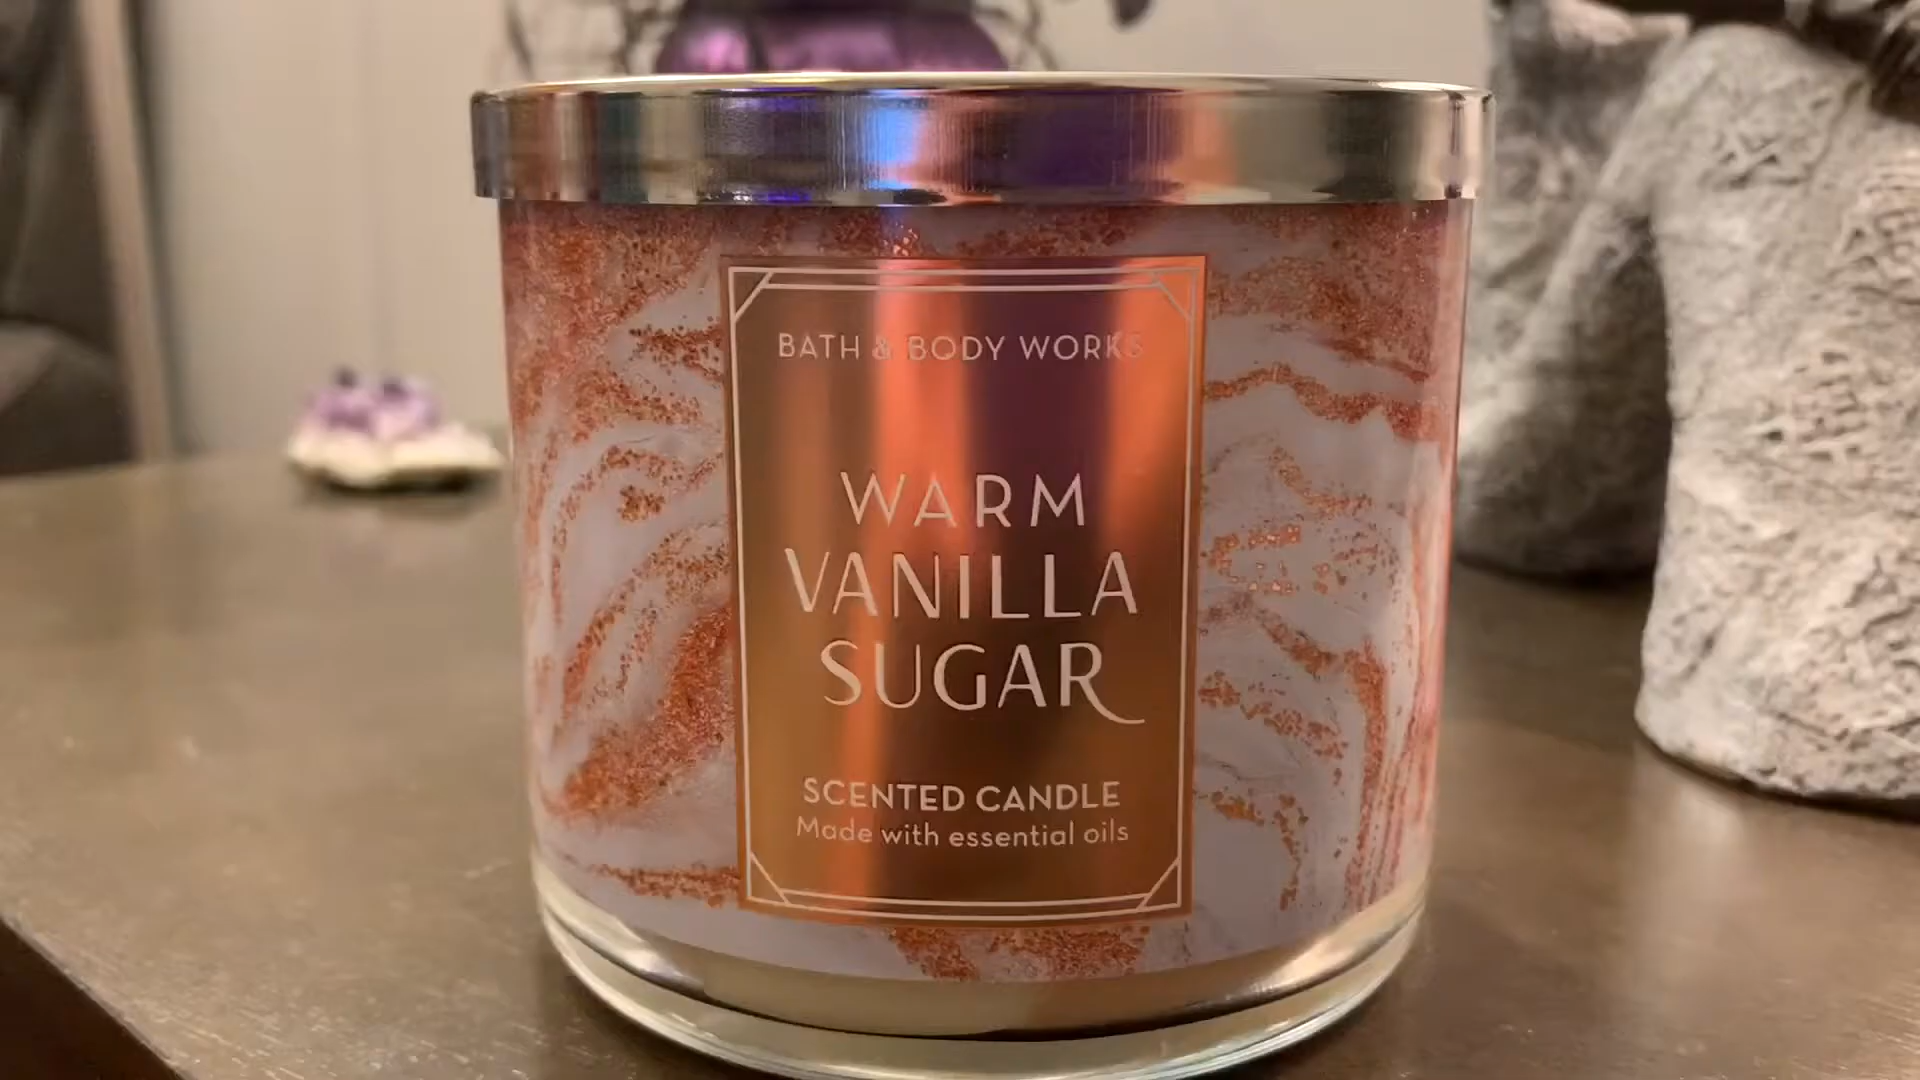 BATH & BODY WORKS
WARM
VANILLA
SUGAR
SCENTED CANDLE
Made with essential oils